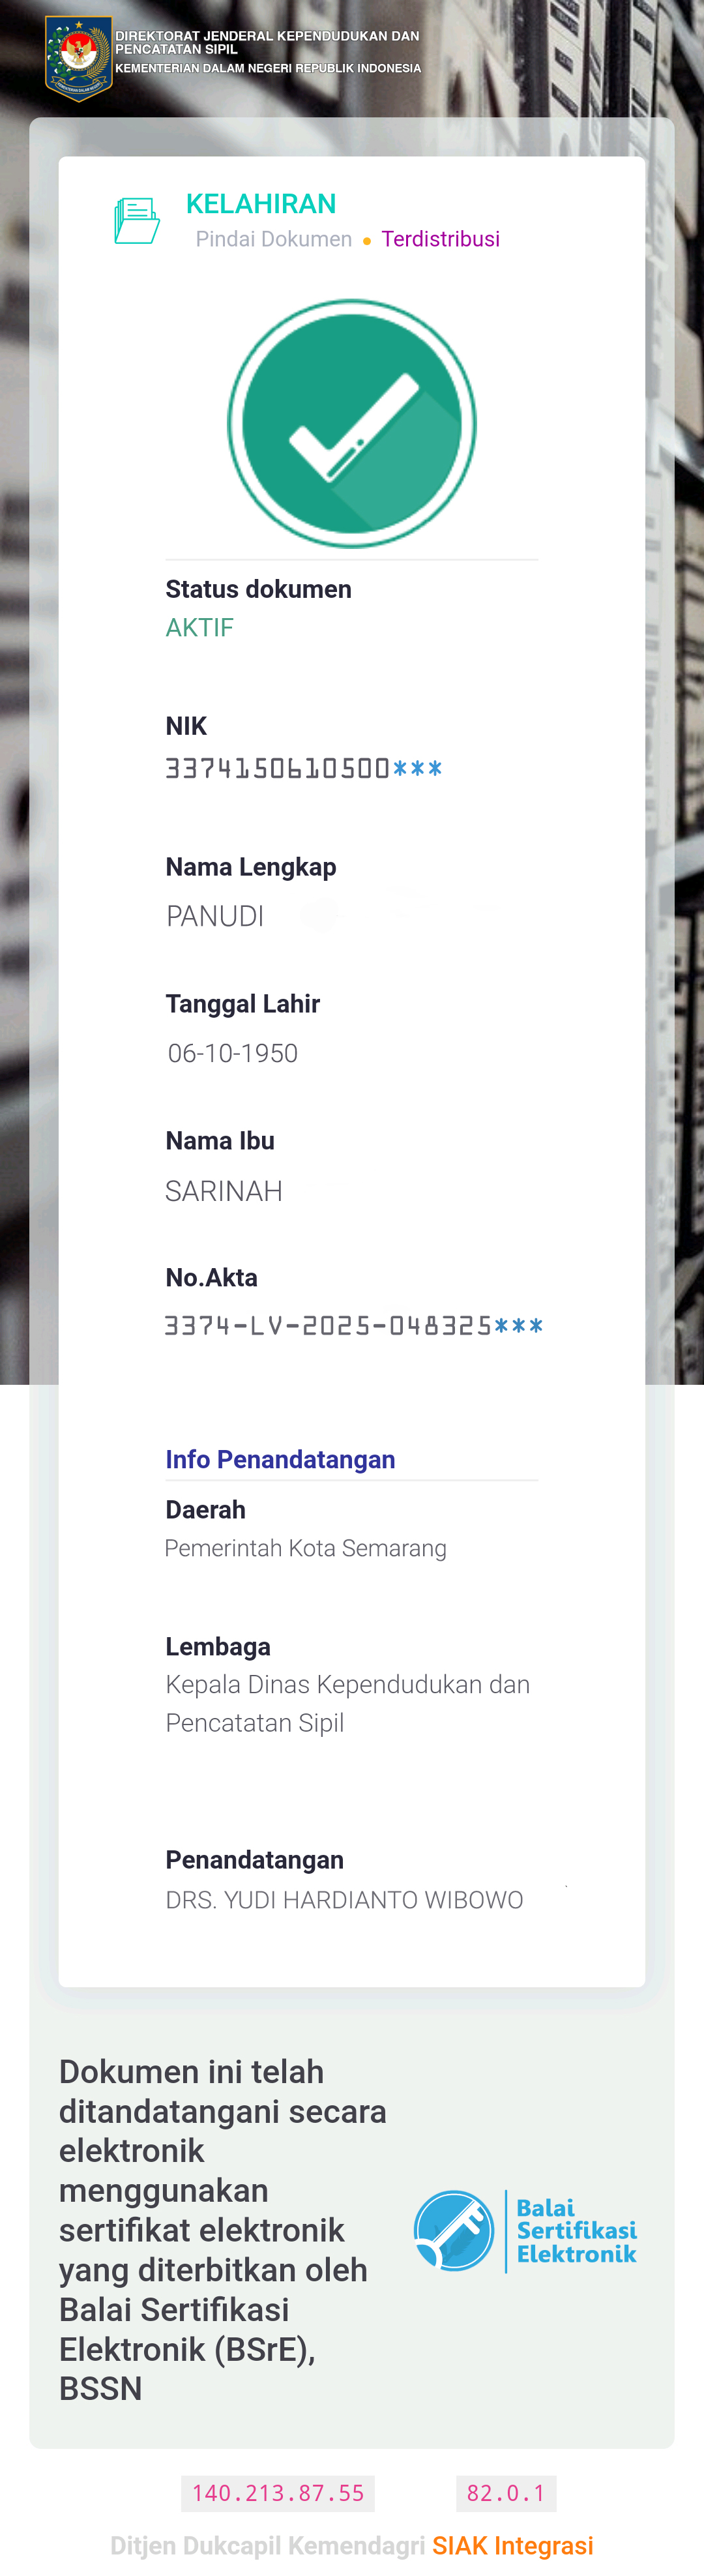 DIREKTORAT JENDERAL KEPENDUDUKAN DAN
PENCATATAN SIPIL
KEMENTERIAN DALAM NEGERI REPUBLIK INDONESIA
KELAHIRAN
Pindai Dokumen • Terdistribusi
Status dokumen
AKTIF
NIK
3374150610500***
Nama Lengkap
PANUDI
Tanggal Lahir
06-10-1950
Nama Ibu
SARINAH
No.Akta
3374-LV-2025-048325***
Info Penandatangan
Daerah
Pemerintah Kota Semarang
Lembaga
Kepala Dinas Kependudukan dan
Pencatatan Sipil
Penandatangan
DRS. YUDI HARDIANTO WIBOWO
Dokumen ini telah
ditandatangani secara
elektronik
menggunakan
sertifikat elektronik
yang diterbitkan oleh
Balai Sertifikasi
Elektronik (BSrE),
BSSN
Balai
Sertifikasi
Elektronik
140.213.87.55 82.0.1
Ditjen Dukcapil Kemendagri SIAK Integrasi